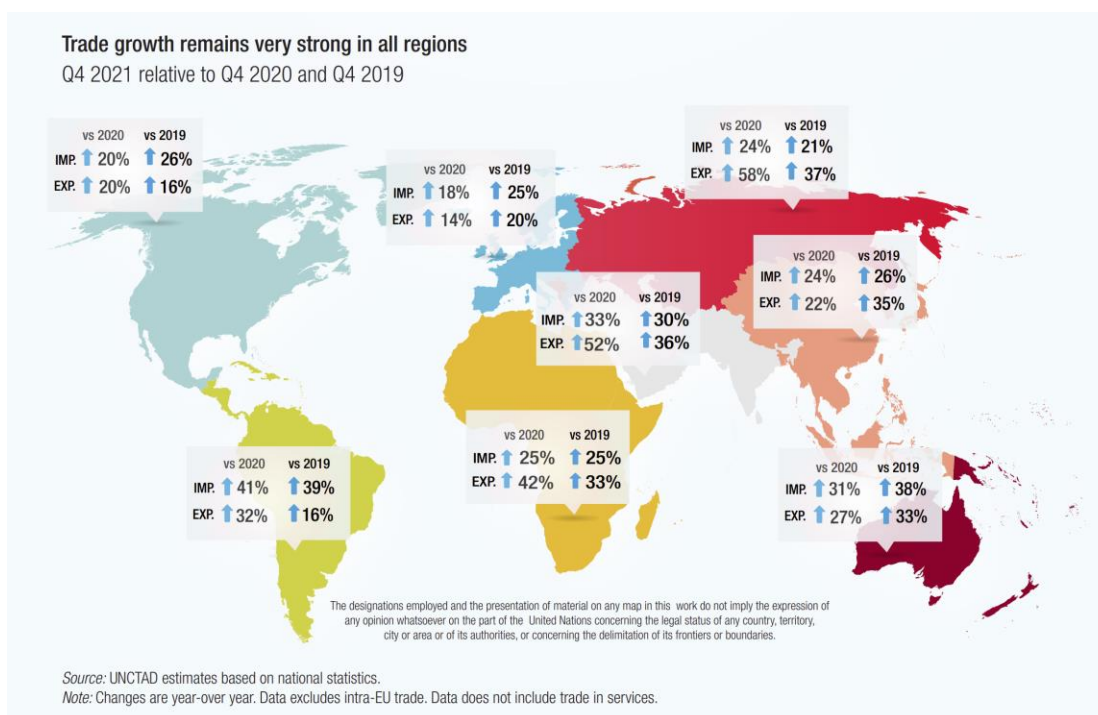 Trade growth remains very strong in all regions
Q4 2021 relative to Q4 2020 and Q4 2019
vs 2020 vs 2019
IMP. 20% 26%
EXP. 20% 16%
vs 2020 vs 2019
IMP. 18% 25%
EXP. 14% 20%
vs 2020 vs 2019
IMP. 24% 21%
EXP. 58% 37%
vs 2020 vs 2019
IMP. 24% 26%
EXP. 22% 35%
vs 2020 vs 2019
IMP. 33% 30%
EXP. 52% 36%
vs 2020 vs 2019
IMP. 41% 39%
EXP. 32% 16%
vs 2020 vs 2019
IMP. 25% 25%
EXP. 42% 33%
vs 2020 vs 2019
IMP. 31% 38%
EXP. 27% 33%
The designations employed and the presentation of material on any map in this work do not imply the expression of
any opinion whatsoever on the part of the United Nations concerning the legal status of any country, territory,
city or area or of its authorities, or concerning the delimitation of its frontiers or boundaries.
Source: UNCTAD estimates based on national statistics.
Note: Changes are year-over year. Data excludes intra-EU trade. Data does not include trade in services.